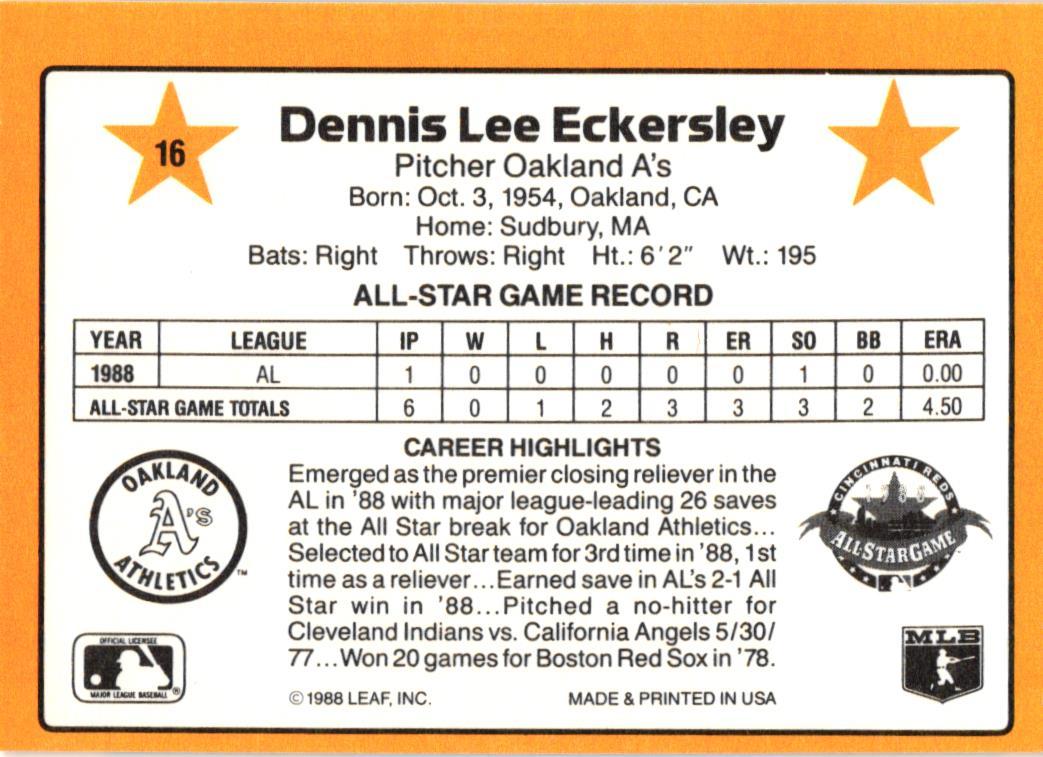 16
Dennis Lee Eckersley
Pitcher Oakland A's
Born: Oct. 3, 1954, Oakland, CA
Home: Sudbury, MA
Bats: Right Throws: Right Ht.: 6'2" Wt.: 195
ALL-STAR GAME RECORD
YEAR LEAGUE IP W L H R ER SO BB ERA
1988 AL 1 0 0 0 0 0 1 0 0.00
ALL-STAR GAME TOTALS 6 0 1 2 3 3 3 2 4.50
CAREER HIGHLIGHTS
Emerged as the premier closing reliever in the
AL in '88 with major league-leading 26 saves
at the All Star break for Oakland Athletics...
Selected to All Star team for 3rd time in '88, 1st
time as a reliever...Earned save in AL's 2-1 All
Star win in '88...Pitched a no-hitter for
Cleveland Indians vs. California Angels 5/30/
77...Won 20 games for Boston Red Sox in '78.
OAKLAND
A's
ATHLETICS
TM
CINCINNATI REDS
1988
ALL·STAR GAME
OFFICIAL LICENSEE
MAJOR LEAGUE BASEBALL
®
MLB
© 1988 LEAF, INC. MADE & PRINTED IN USA